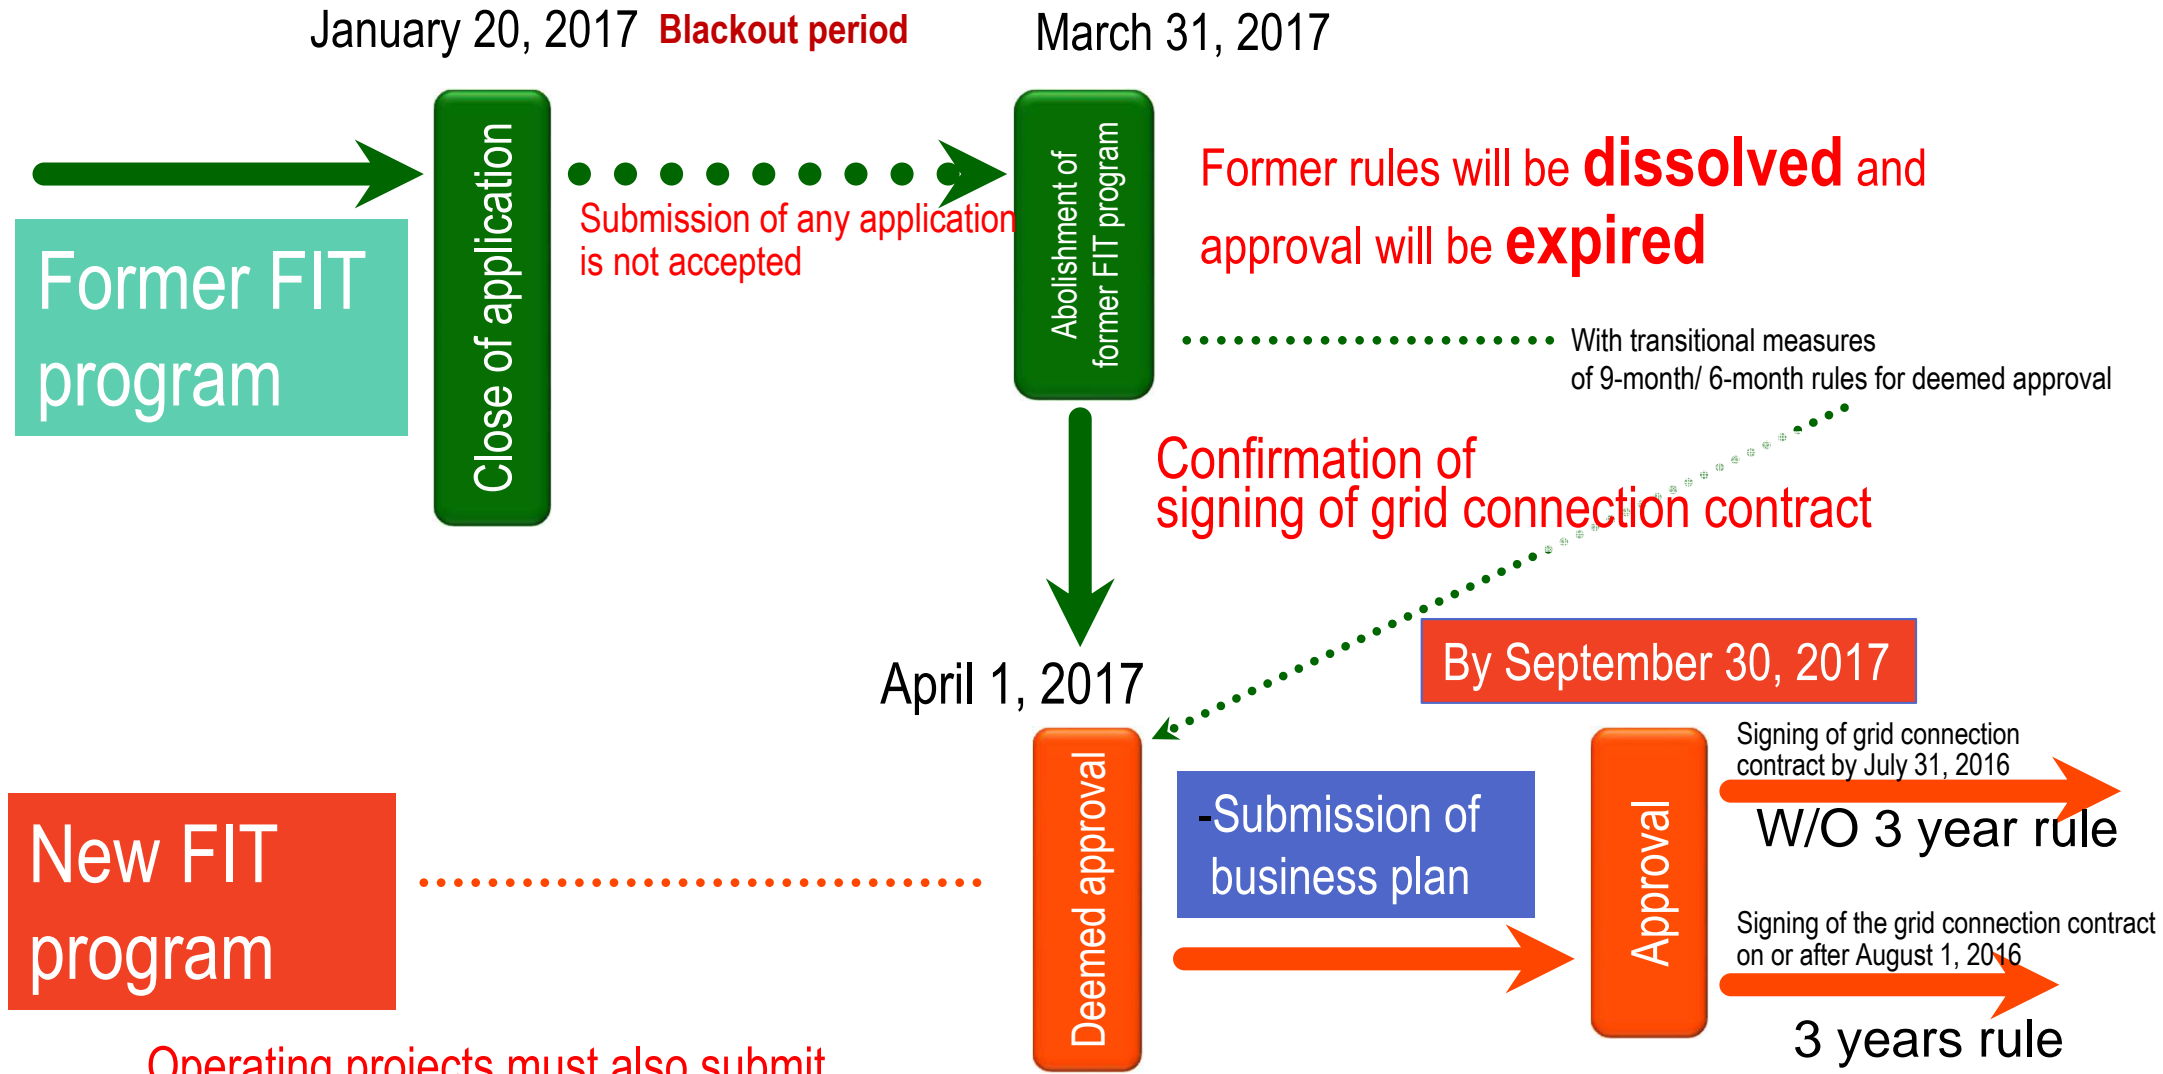 January 20, 2017
Blackout period
March 31, 2017
Close of application
Submission of any application
is not accepted
Abolishment of
former FIT program
Former rules will be dissolved and
approval will be expired
Former FIT
program
With transitional measures
of 9-month/ 6-month rules for deemed approval
Confirmation of
signing of grid connection contract
By September 30, 2017
April 1, 2017
Deemed approval
-Submission of
business plan
Approval
Signing of grid connection
contract by July 31, 2016
W/O 3 year rule
Signing of the grid connection contract
on or after August 1, 2016
3 years rule
New FIT
program
Operating projects must also submit